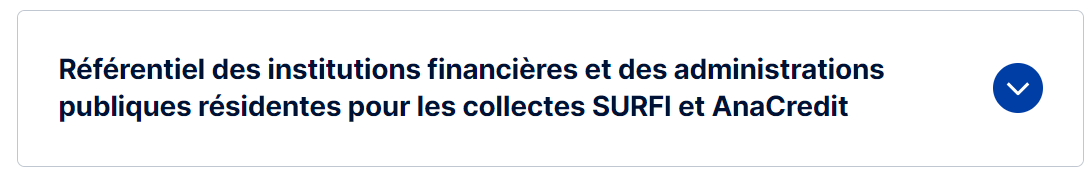 Référentiel des institutions financières et des administrations
publiques résidentes pour les collectes SURFI et AnaCredit